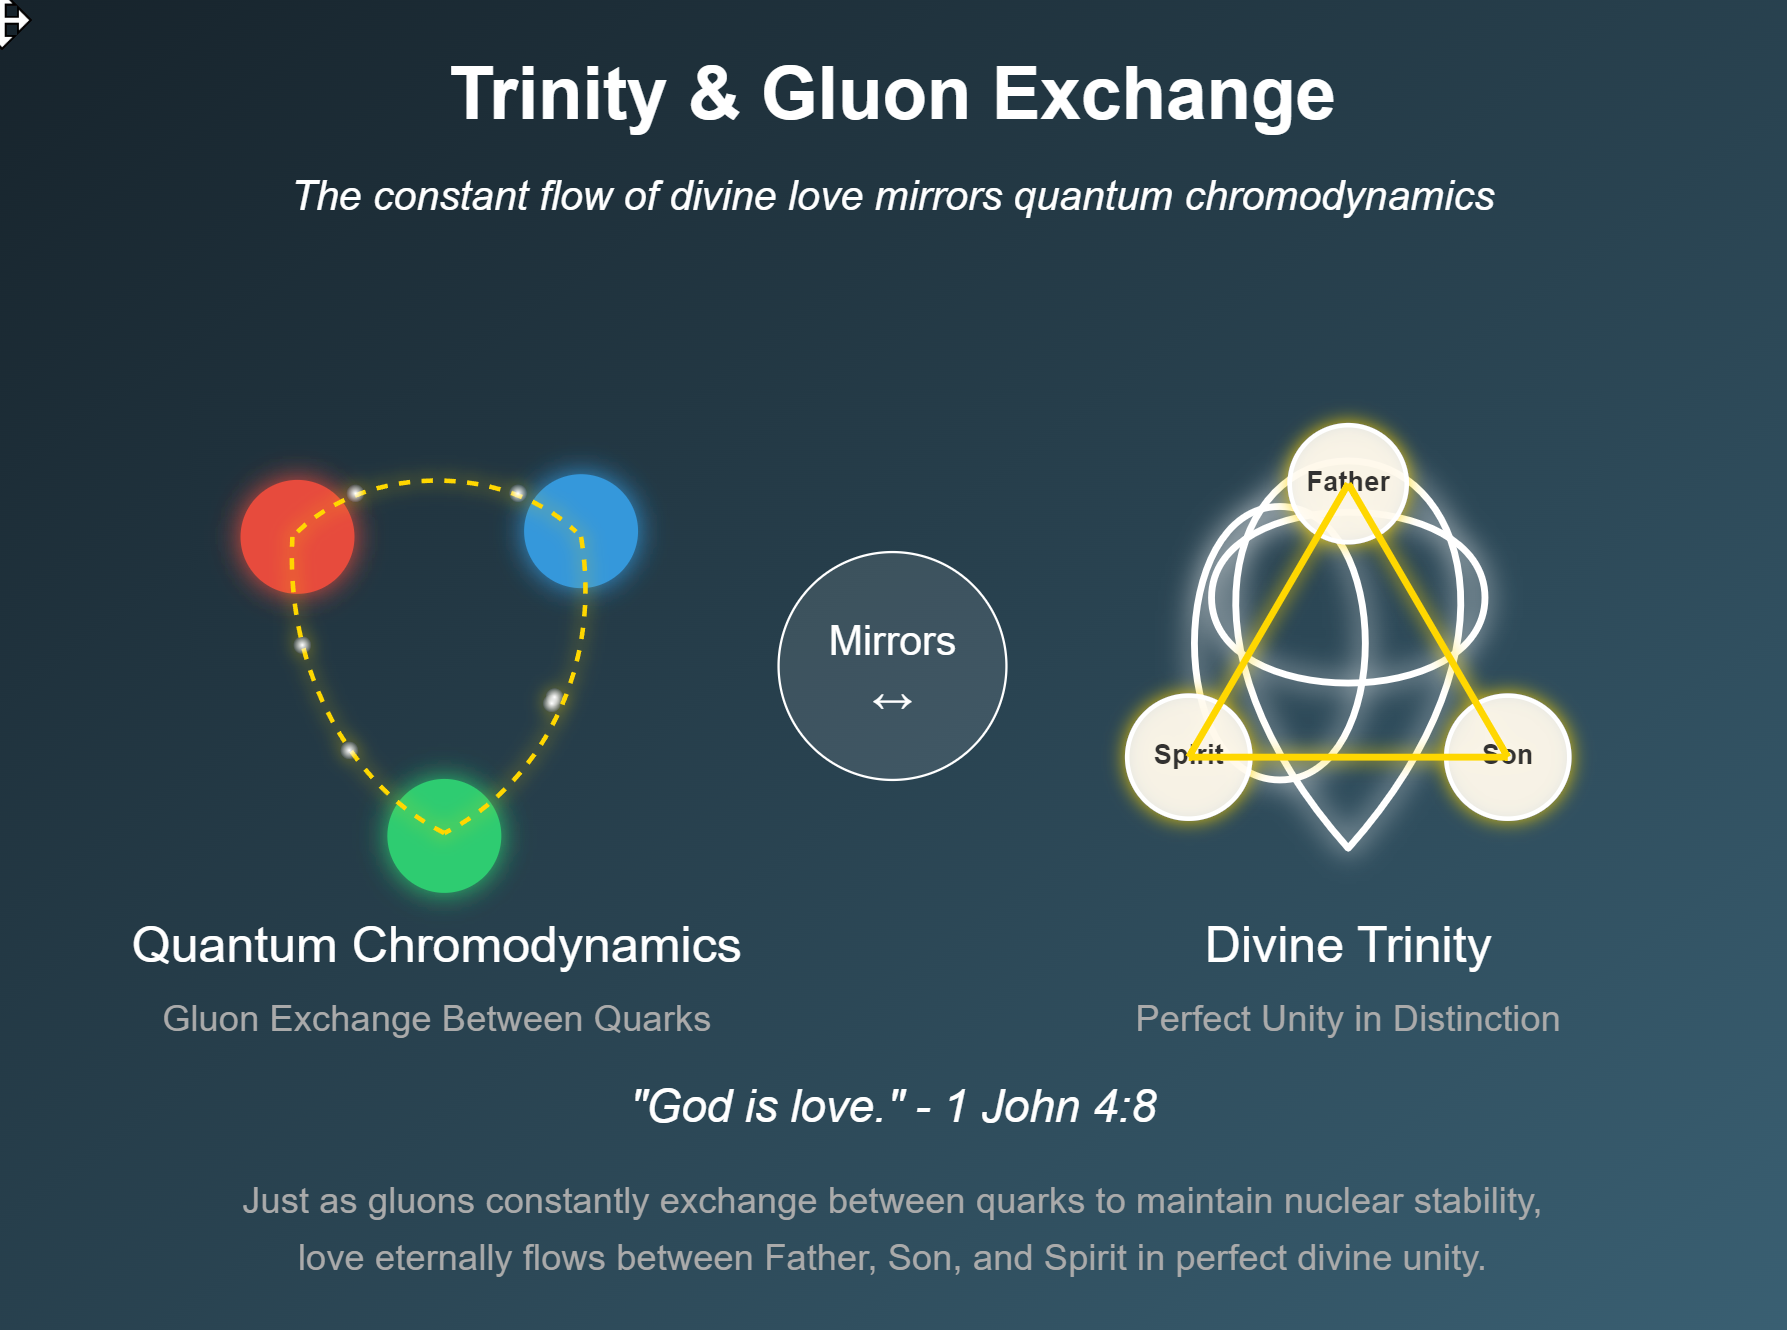 Trinity & Gluon Exchange
The constant flow of divine love mirrors quantum chromodynamics
Father
Mirrors
↔
Spirit
Son
Quantum Chromodynamics
Divine Trinity
Gluon Exchange Between Quarks
Perfect Unity in Distinction
"God is love." - 1 John 4:8
Just as gluons constantly exchange between quarks to maintain nuclear stability,
love eternally flows between Father, Son, and Spirit in perfect divine unity.